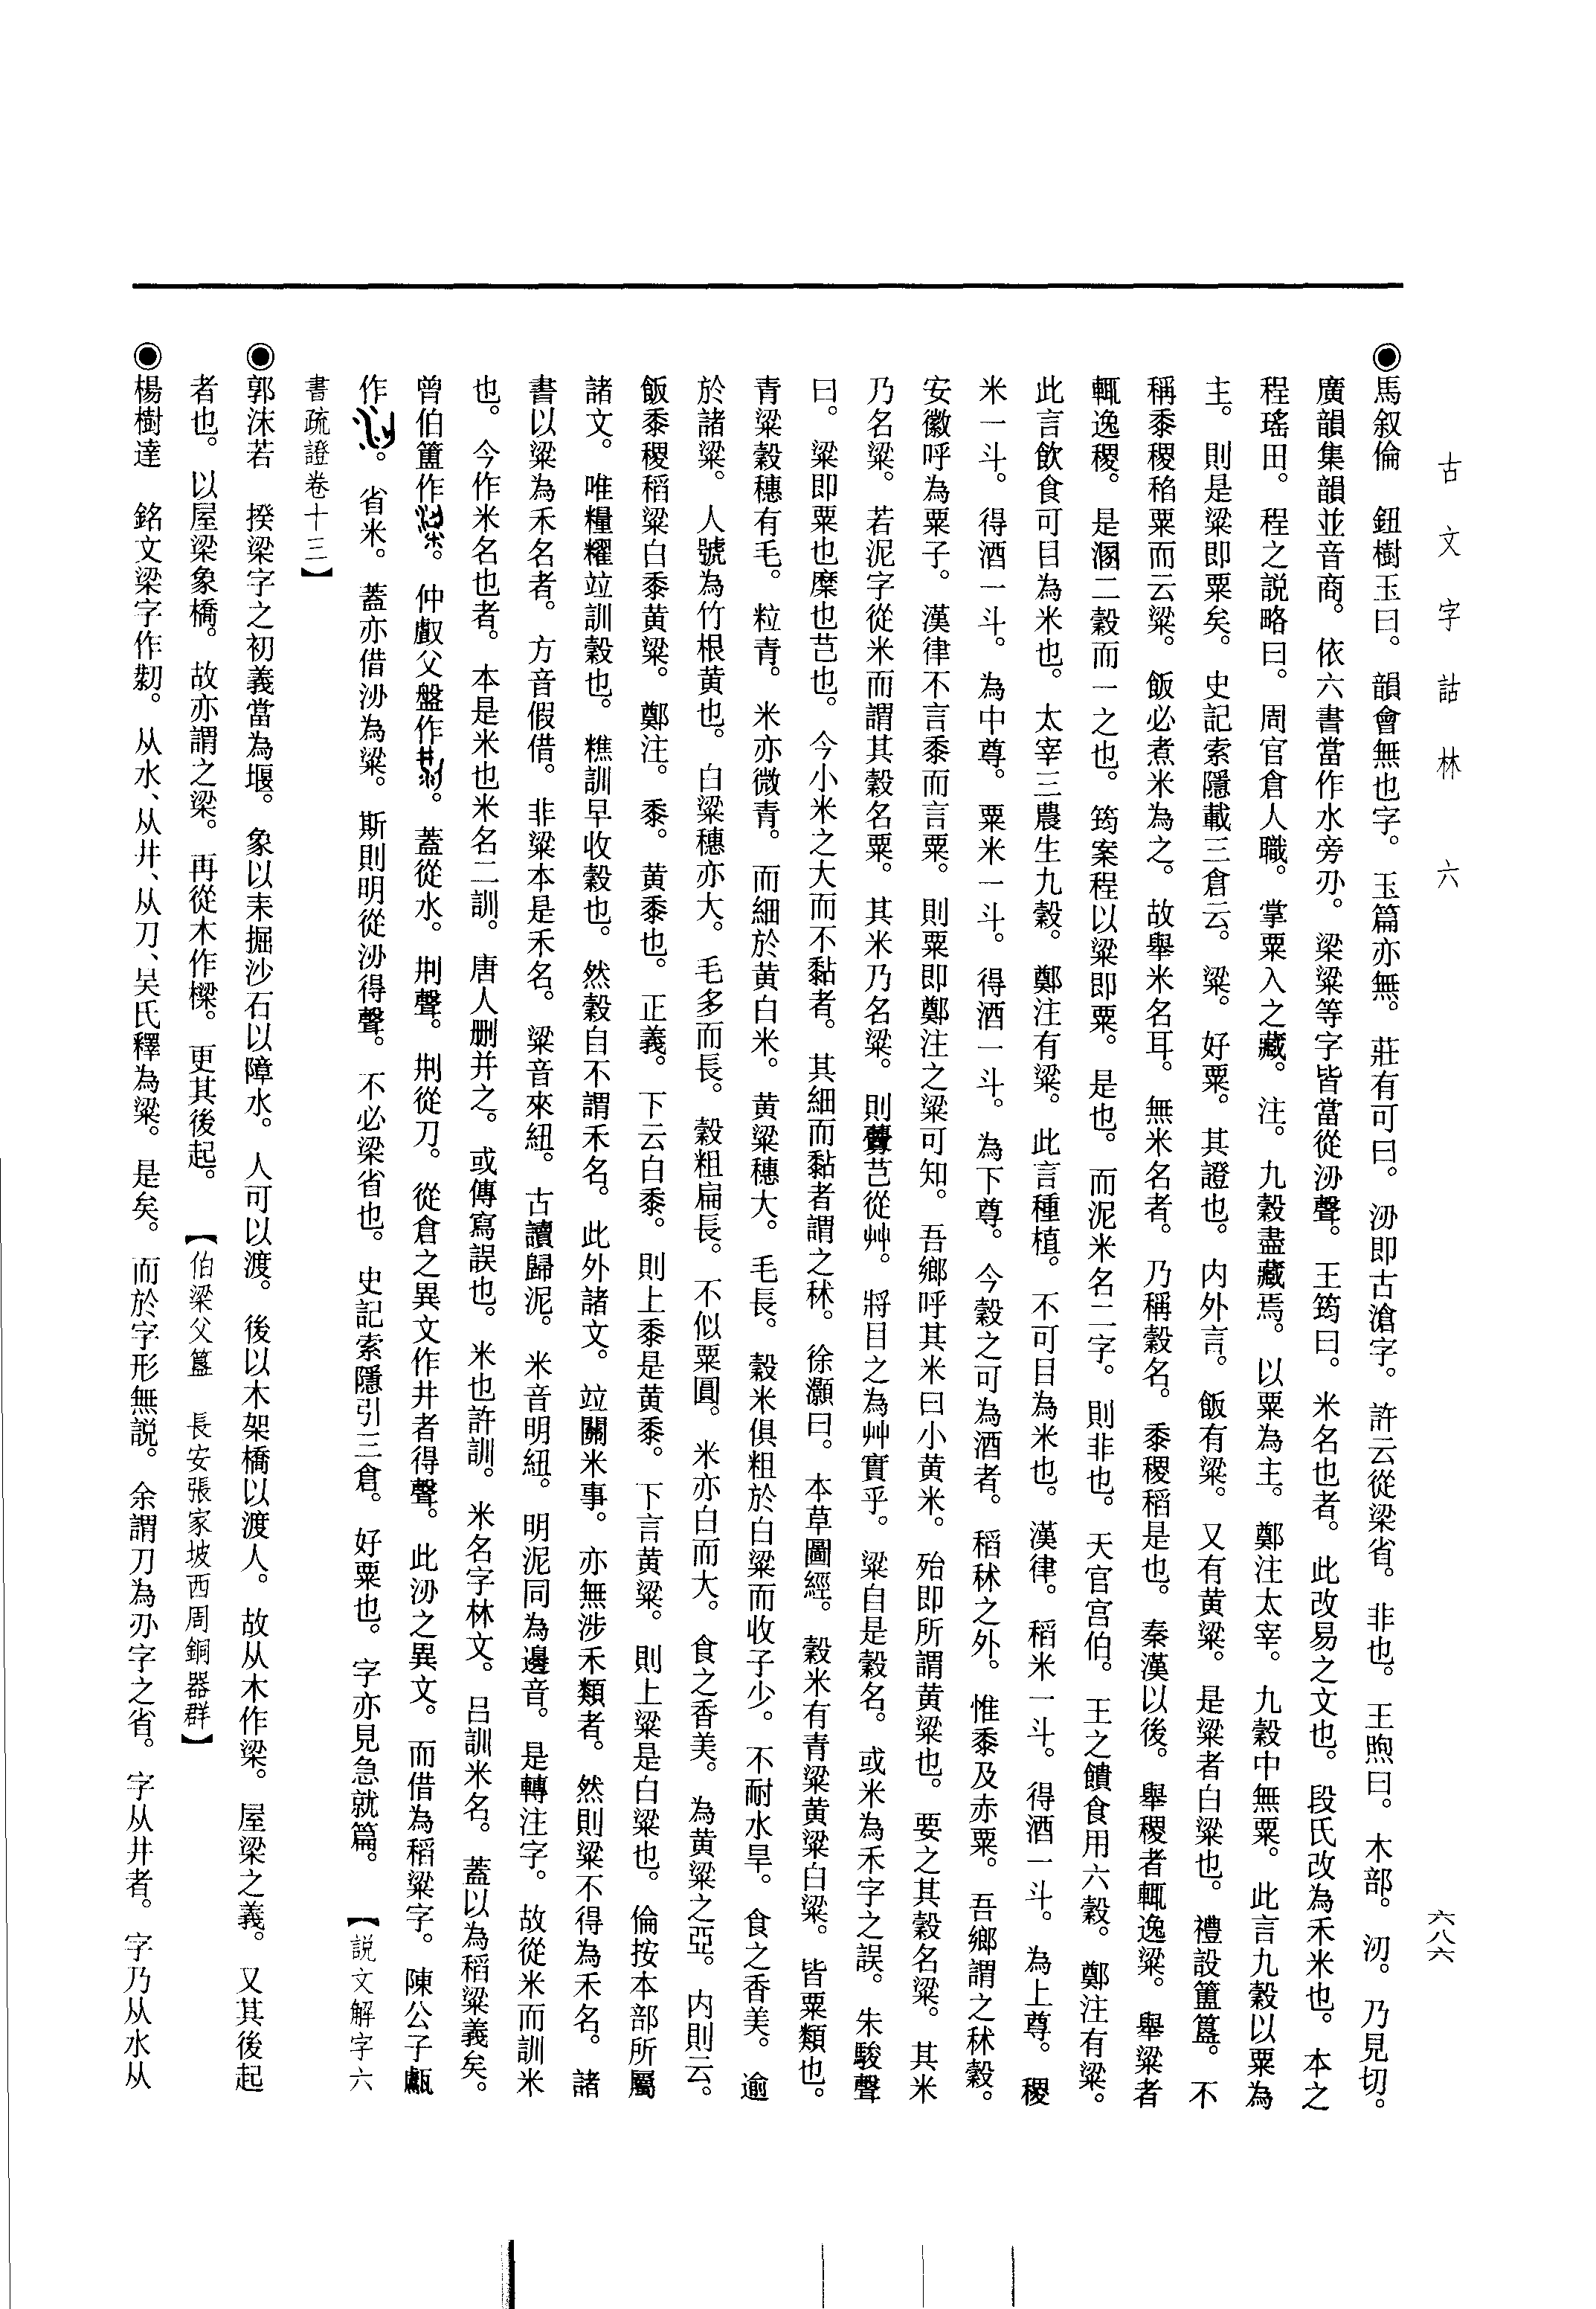 古文字詁林　六
六八六
◉馬叙倫　鈕樹玉曰。韻會無也字。玉篇亦無。莊有可曰。沕即古滄字。許云從梁省。非也。王煦曰。木部。沏。乃見切。
廣韻集韻並音商。依六書當作水旁刅。梁粱等字皆當從沕聲。王筠曰。米名也者。此改易之文也。段氏改為禾米也。本之
程瑤田。程之説略曰。周官倉人職。掌粟入之藏。注。九穀盡藏焉。以粟為主。鄭注太宰。九穀中無粟。此言九穀以粟為
主。則是粱即粟矣。史記索隱載三倉云。粱。好粟。其證也。内外言。飯有粱。又有黄粱。是粱者白粱也。禮設簠簋。不
稱黍稷稻粟而云粱。飯必煮米為之。故舉米名耳。無米名者。乃稱穀名。黍稷稻是也。秦漢以後。舉稷者輒逸粱。舉粱者
輒逸稷。是溷二穀而一之也。筠案程以粱即粟。是也。而泥米名二字。則非也。天官宫伯。王之饋食用六穀。鄭注有粱。
此言飲食可目為米也。太宰三農生九穀。鄭注有粱。此言種植。不可目為米也。漢律。稻米一斗。得酒一斗。為上尊。稷
米一斗。得酒一斗。為中尊。粟米一斗。得酒一斗。為下尊。今穀之可為酒者。稻秫之外。惟黍及赤粟。吾鄉謂之秫穀。
安徽呼為粟子。漢律不言黍而言粟。則粟即鄭注之粱可知。吾鄉呼其米曰小黄米。殆即所謂黄粱也。要之其穀名粱。其米
乃名粱。若泥字從米而謂其穀名粟。其米乃名粱。則芑從艸。將目之為艸實乎。粱自是穀名。或米為禾字之誤。朱駿聲
曰。粱即粟也穈也芑也。今小米之大而不黏者。其細而黏者謂之秫。徐灝曰。本草圖經。穀米有青粱黄粱白粱。皆粟類也。
青粱穀穗有毛。粒青。米亦微青。而細於黄白米。黄粱穗大。毛長。穀米俱粗於白粱而收子少。不耐水旱。食之香美。逾
於諸粱。人號為竹根黄也。白粱穗亦大。毛多而長。穀粗扁長。不似粟圓。米亦白而大。食之香美。為黄粱之亞。内則云。
飯黍稷稻粱白黍黄粱。鄭注。黍。黄黍也。正義。下云白黍。則上黍是黄黍。下言黄粱。則上粱是白粱也。倫按本部所屬
諸文。唯糧糶竝訓穀也。糕訓早收穀也。然穀自不謂禾名。此外諸文。竝關米事。亦無涉禾類者。然則粱不得為禾名。諸
書以粱為禾名者。方音假借。非粱本是禾名。粱音來紐。古讀歸泥。米音明紐。明泥同為邊音。是轉注字。故從米而訓米
也。今作米名也者。本是米也米名二訓。唐人删并之。或傳寫誤也。米也許訓。米名字林文。吕訓米名。蓋以為稻粱義矣。
曾伯簠作。仲𠭯父盤作。蓋從水。刑聲。刑從刀。從倉之異文作井者得聲。此沕之異文。而借為稻粱字。陳公子甗
作。省米。蓋亦借沕為粱。斯則明從沕得聲。不必梁省也。史記索隱引三倉。好粟也。字亦見急就篇。【説文解字六
書疏證卷十三】
◉郭沫若　揆梁字之初義當為堰。象以耒掘沙石以障水。人可以渡。後以木架橋以渡人。故从木作梁。屋梁之義。又其後起
者也。以屋梁象橋。故亦謂之梁。再從木作樑。更其後起。【伯梁父簋　長安張家坡西周銅器群】
◉楊樹達　銘文梁字作㓝。从水、从井、从刀、吴氏釋為粱。是矣。而於字形無説。余謂刀為刅字之省。字从井者。字乃从水从